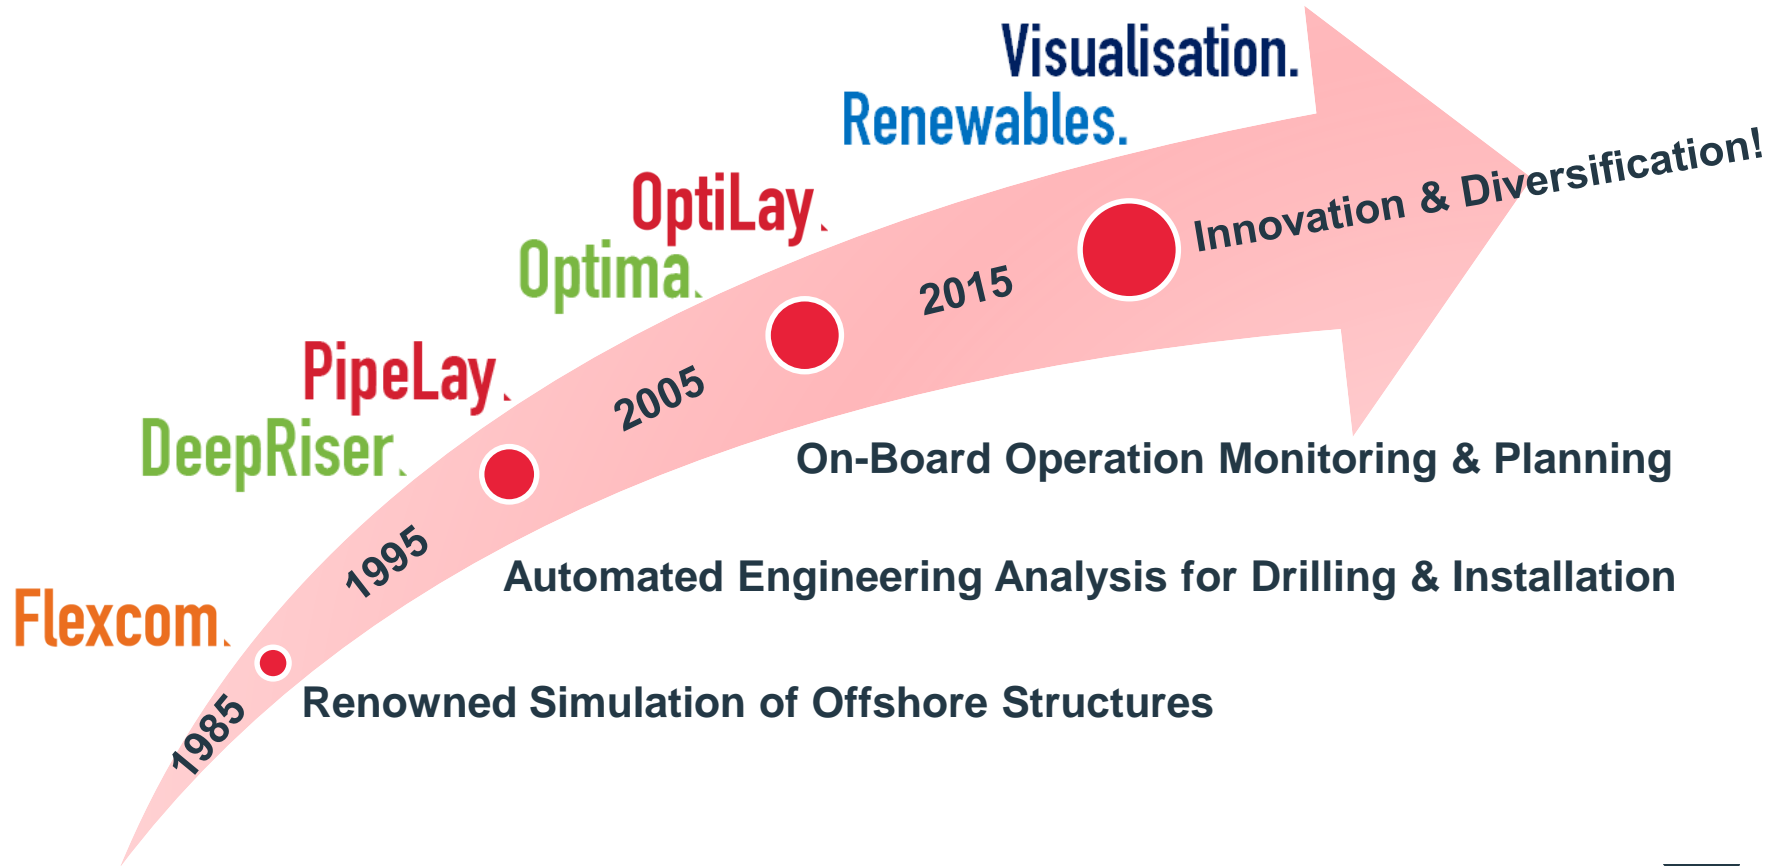 Visualisation.
Renewables.
OptiLay.
Optima.
PipeLay.
DeepRiser.
Flexcom.
1985
1995
2005
2015
Innovation & Diversification!
On-Board Operation Monitoring & Planning
Automated Engineering Analysis for Drilling & Installation
Renowned Simulation of Offshore Structures